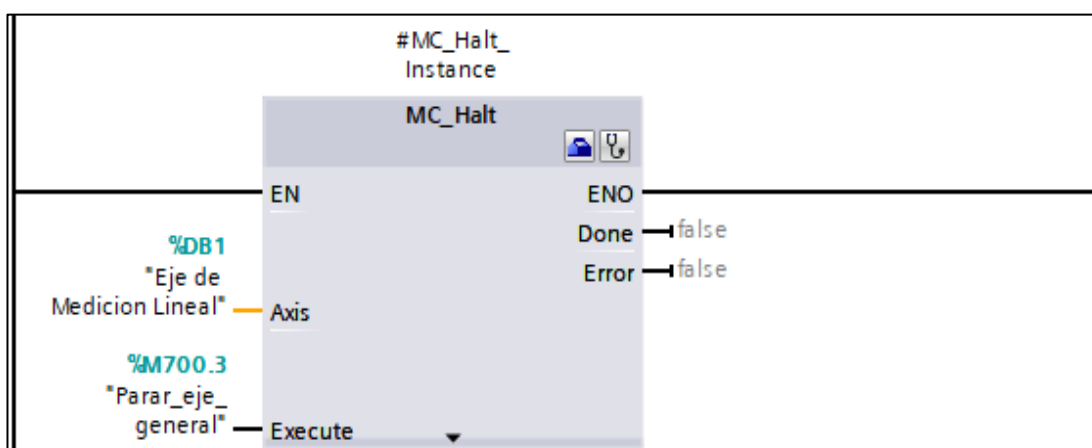 #MC_Halt_
Instance
MC_Halt
EN
ENO
Done
false
%DB1
"Eje de
Medicion Lineal"
Error
false
Axis
%M700.3
"Parar_eje_
general"
Execute